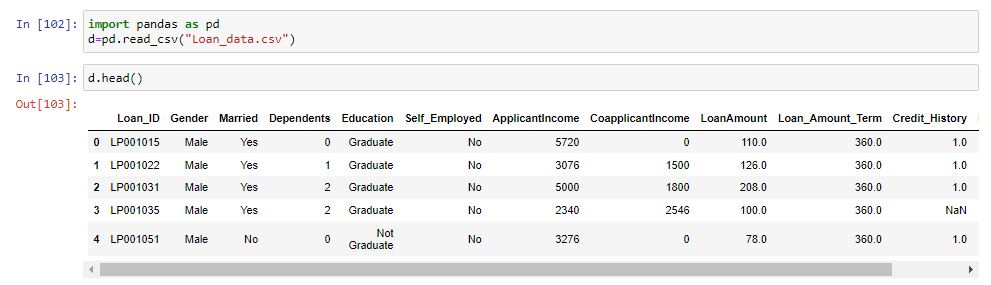 In [102]: import pandas as pd
d=pd.read_csv("Loan_data.csv")
In [103]: d.head()
Out[103]:
Loan_ID Gender Married Dependents Education Self_Employed ApplicantIncome CoapplicantIncome LoanAmount Loan_Amount_Term Credit_History
0 LP001015 Male Yes 0 Graduate No 5720 0 110.0 360.0 1.0
1 LP001022 Male Yes 1 Graduate No 3076 1500 126.0 360.0 1.0
2 LP001031 Male Yes 2 Graduate No 5000 1800 208.0 360.0 1.0
3 LP001035 Male Yes 2 Graduate No 2340 2546 100.0 360.0 NaN
4 LP001051 Male No 0 Not Graduate No 3276 0 78.0 360.0 1.0